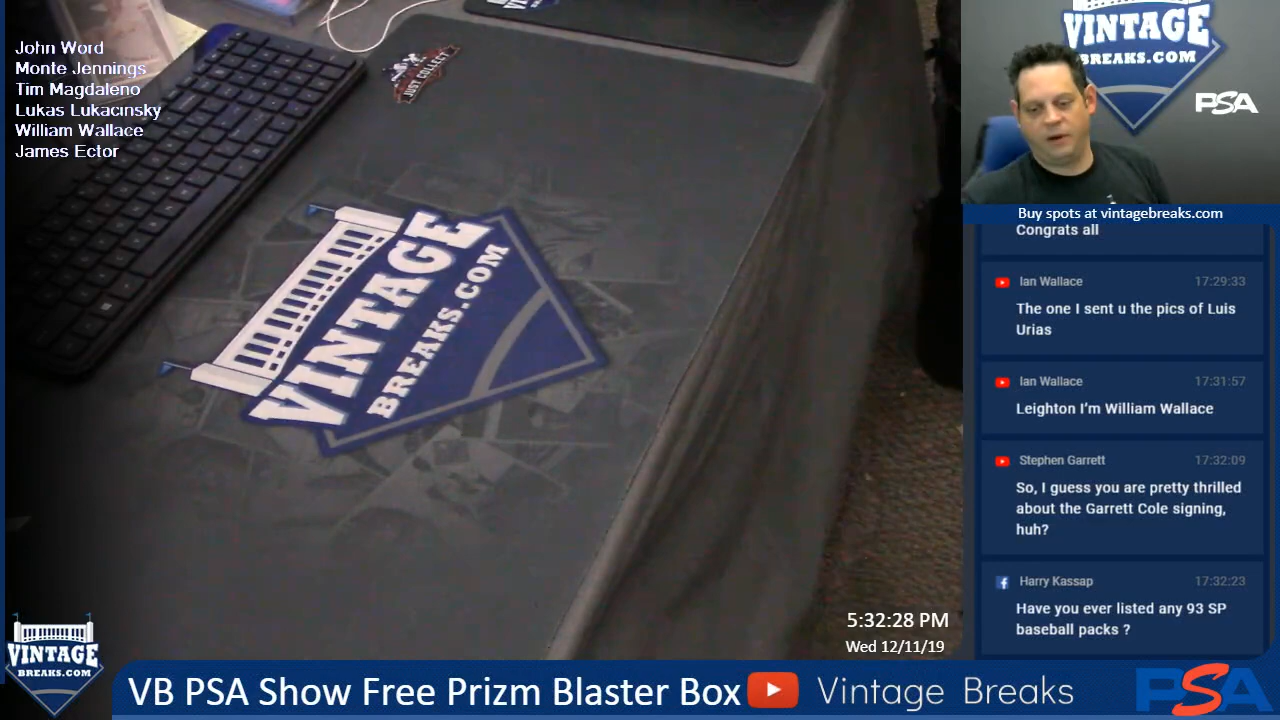 John Word
Monte Jennings
Tim Magdaleno
Lukas Lukacinsky
William Wallace
James Ector
JUST COLLECT
VINTAGE
BREAKS.COM
VINTAGE
BREAKS.COM
PSA
Buy spots at vintagebreaks.com
Congrats all
Ian Wallace 17:29:33
The one I sent u the pics of Luis
Urias
Ian Wallace 17:31:57
Leighton I'm William Wallace
Stephen Garrett 17:32:09
So, I guess you are pretty thrilled
about the Garrett Cole signing,
huh?
Harry Kassap 17:32:23
Have you ever listed any 93 SP
baseball packs ?
5:32:28 PM
Wed 12/11/19
VINTAGE
BREAKS.COM
VB PSA Show Free Prizm Blaster Box Vintage Breaks PSA